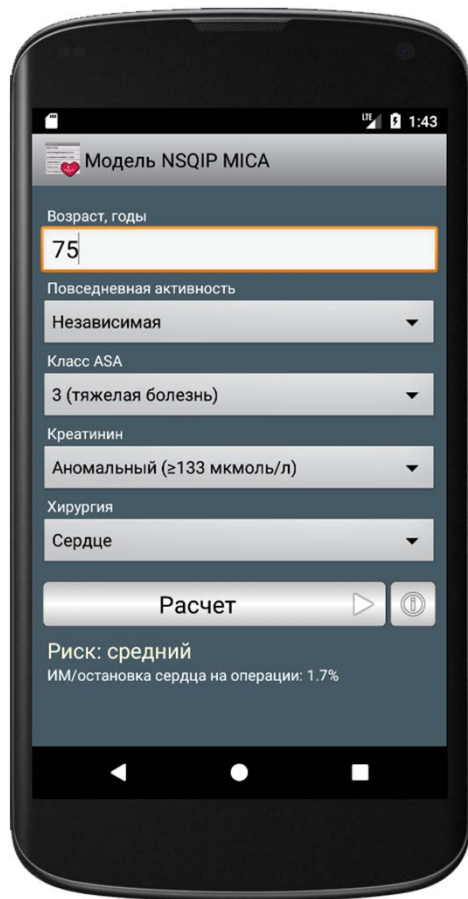 LTE 1:43
Модель NSQIP MICA
Возраст, годы
75
Повседневная активность
Независимая
Класс ASA
3 (тяжелая болезнь)
Креатинин
Аномальный (≥133 мкмоль/л)
Хирургия
Сердце
Расчет
Риск: средний
ИМ/остановка сердца на операции: 1.7%